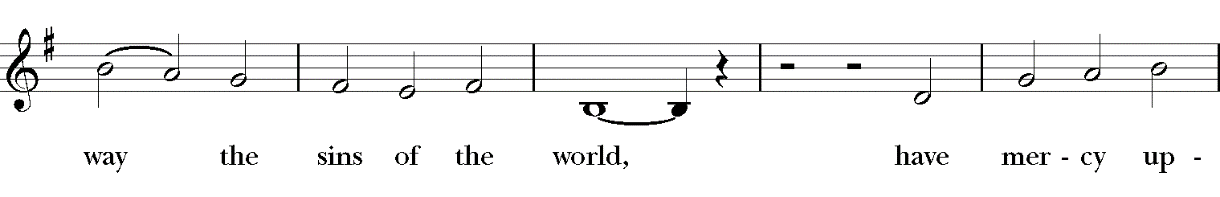 way the sins of the world, have mer - cy up -